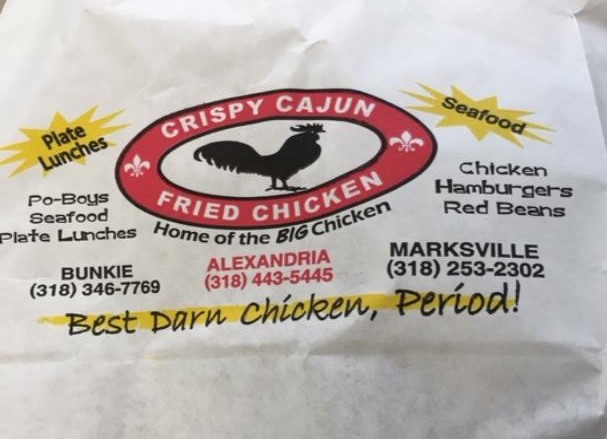 CRISPY CAJUN
FRIED CHICKEN
Home of the BIG Chicken
Plate
Lunches
Po-Boys
Seafood
Plate Lunches
Seafood
Chicken
Hamburgers
Red Beans
BUNKIE
(318) 346-7769
ALEXANDRIA
(318) 443-5445
MARKSVILLE
(318) 253-2302
Best Darn Chicken, Period!